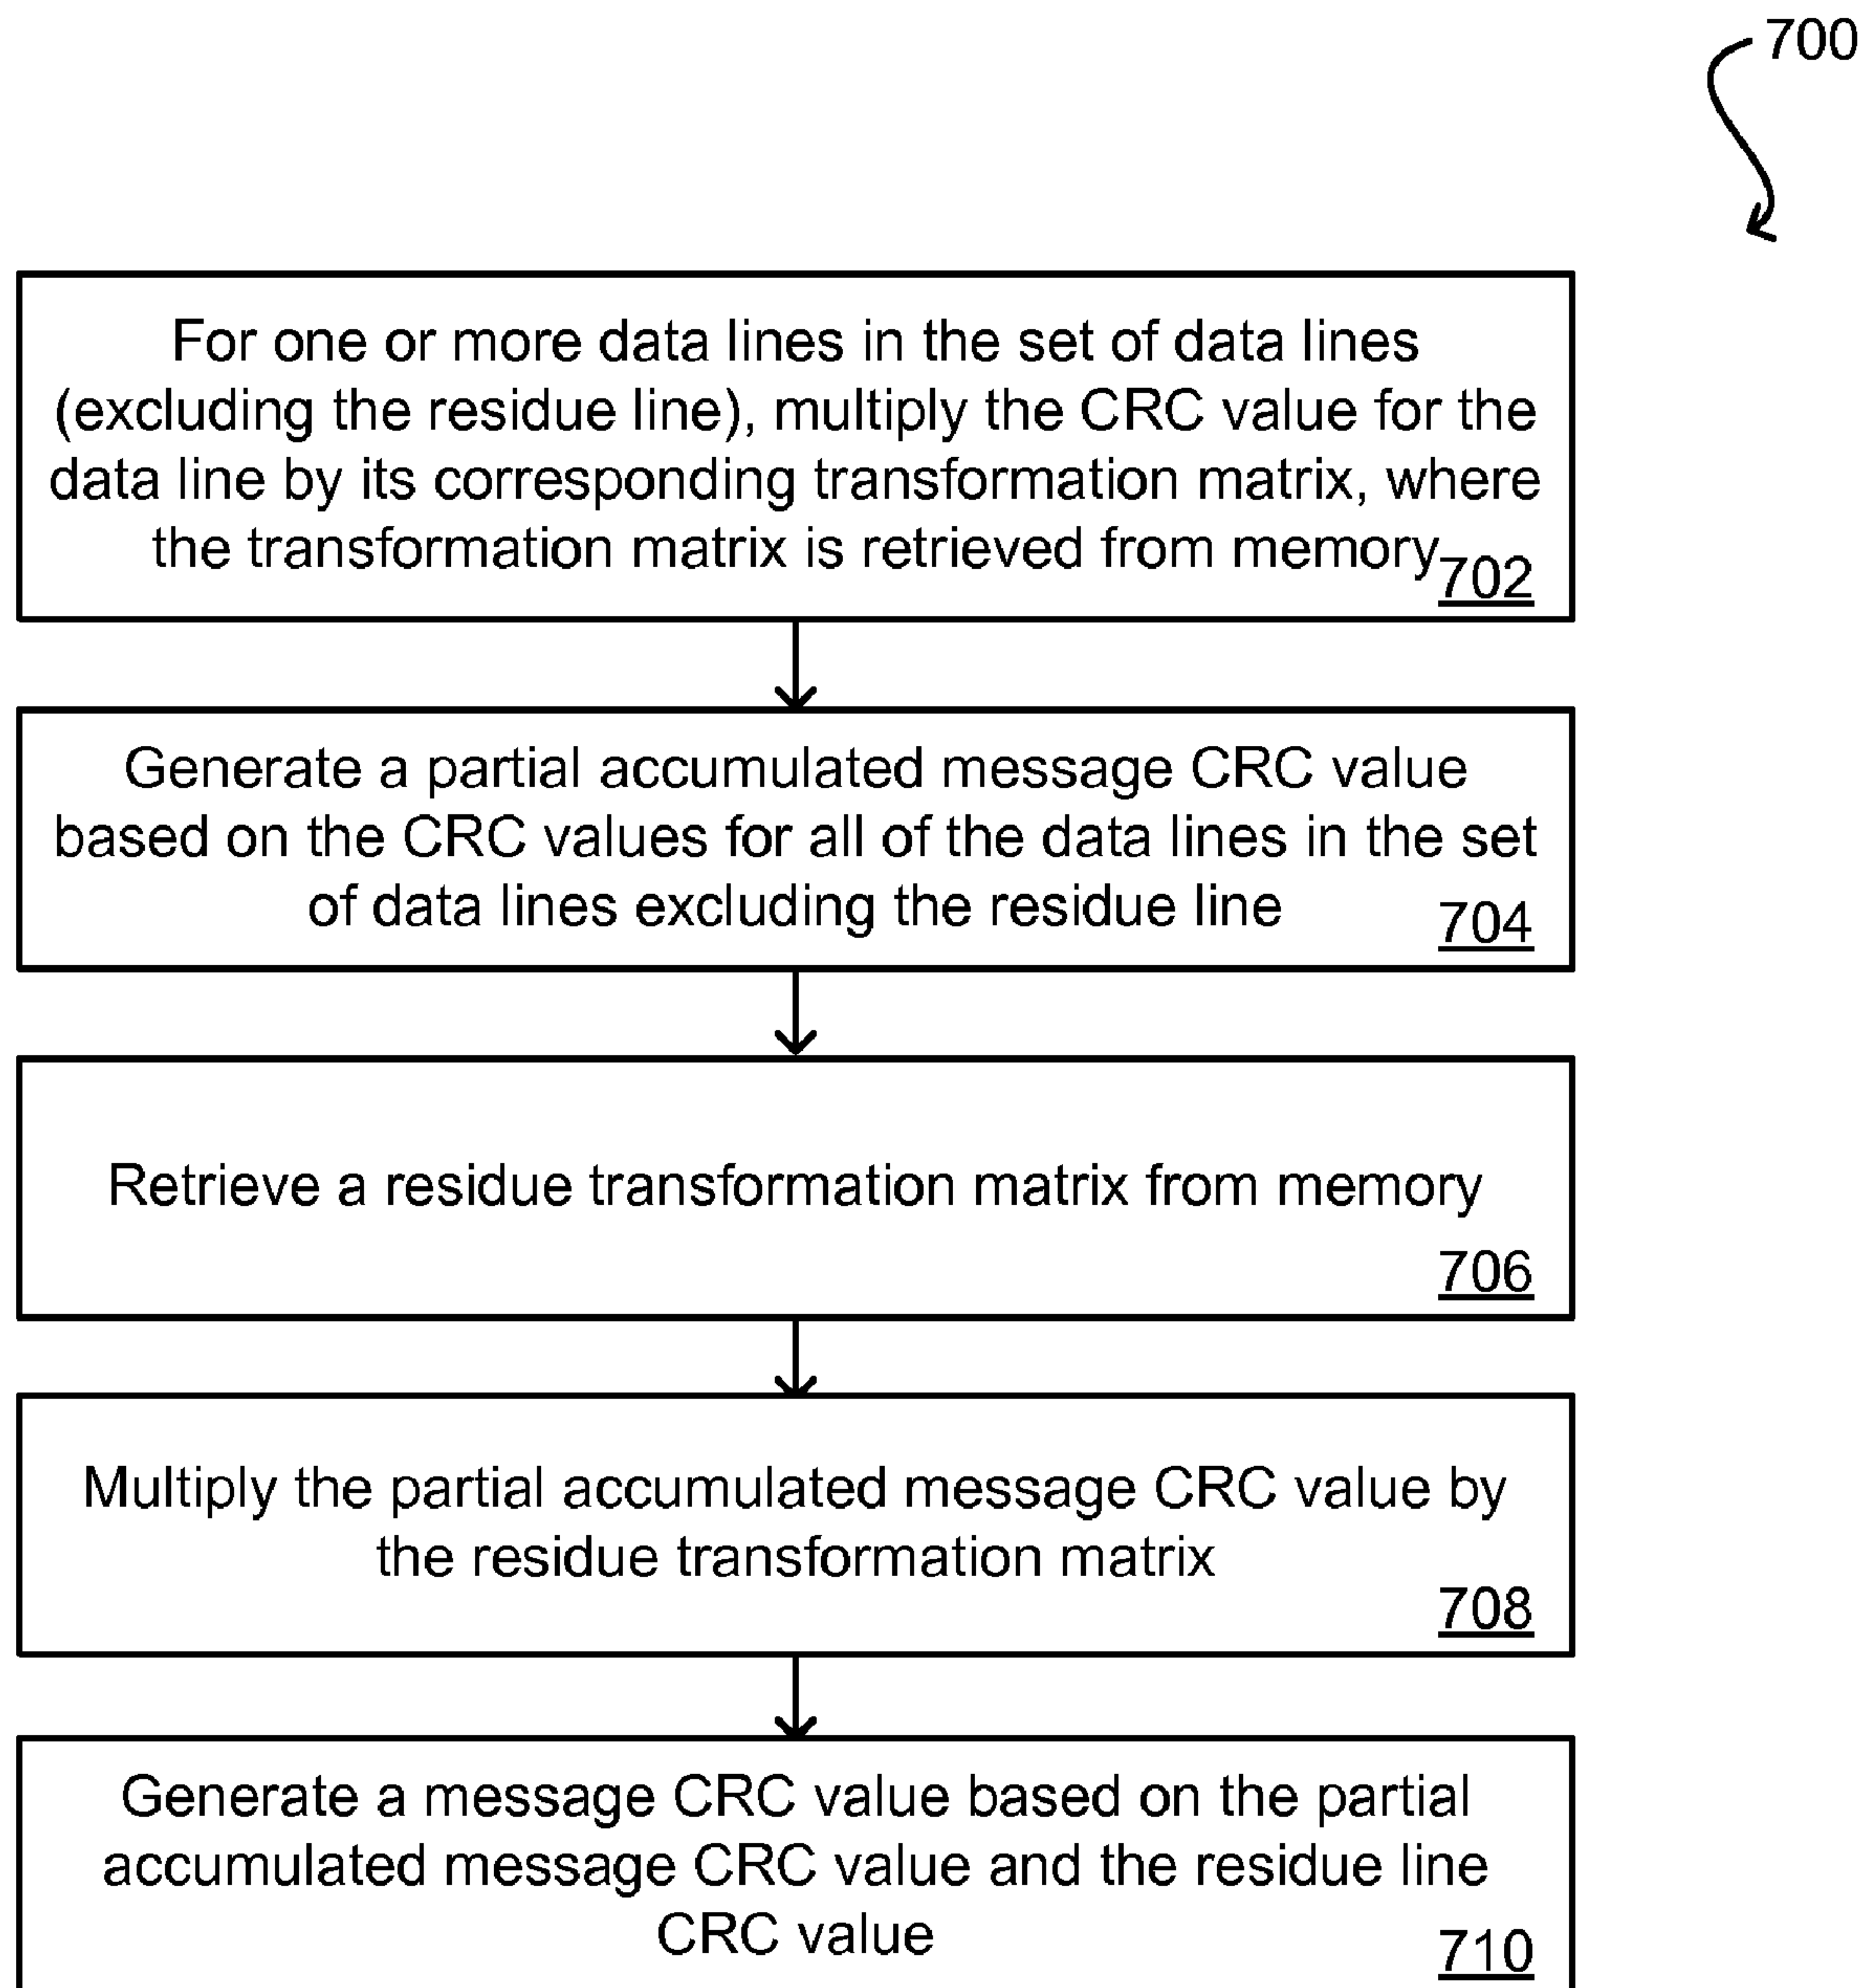 700
For one or more data lines in the set of data lines
(excluding the residue line), multiply the CRC value for the
data line by its corresponding transformation matrix, where
the transformation matrix is retrieved from memory
702
Generate a partial accumulated message CRC value
based on the CRC values for all of the data lines in the set
of data lines excluding the residue line
704
Retrieve a residue transformation matrix from memory
706
Multiply the partial accumulated message CRC value by
the residue transformation matrix
708
Generate a message CRC value based on the partial
accumulated message CRC value and the residue line
CRC value
710